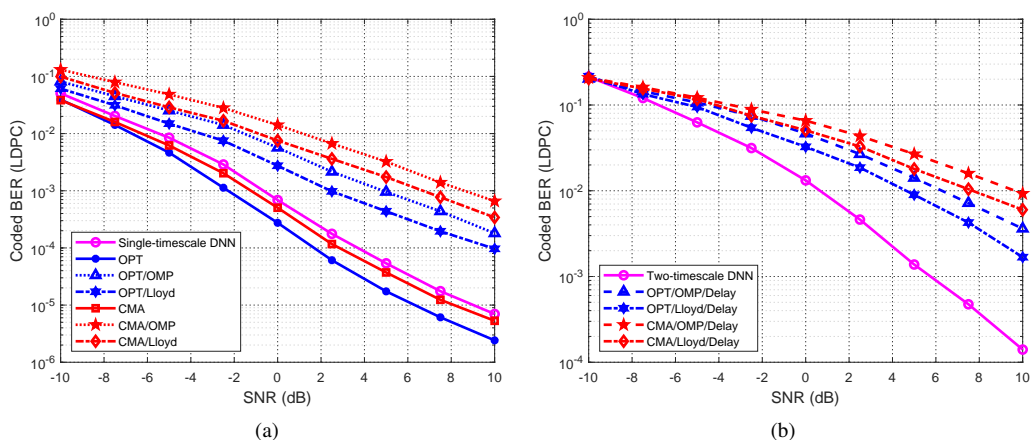 10^0
10^-1
10^-2
10^-3
10^-4
10^-5
10^-6
Coded BER (LDPC)
Single-timescale DNN
OPT
OPT/OMP
OPT/Lloyd
CMA
CMA/OMP
CMA/Lloyd
-10 -8 -6 -4 -2 0 2 4 6 8 10
SNR (dB)
(a)
10^0
10^-1
10^-2
10^-3
10^-4
Coded BER (LDPC)
Two-timescale DNN
OPT/OMP/Delay
OPT/Lloyd/Delay
CMA/OMP/Delay
CMA/Lloyd/Delay
-10 -8 -6 -4 -2 0 2 4 6 8 10
SNR (dB)
(b)